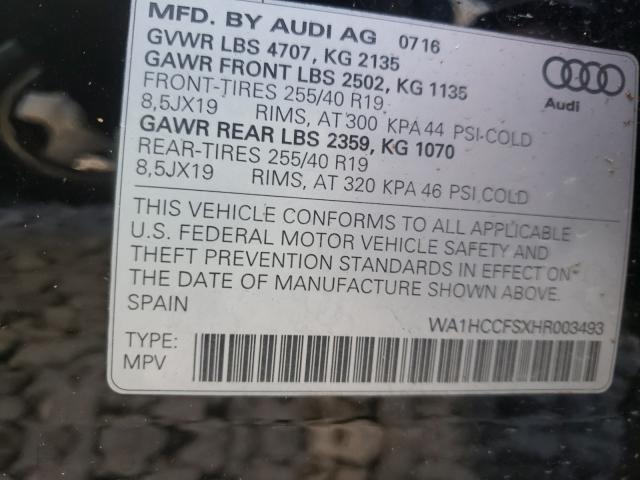 MFD. BY AUDI AG 0716
GVWR LBS 4707, KG 2135
GAWR FRONT LBS 2502, KG 1135
FRONT-TIRES 255/40 R19
8,5JX19 RIMS, AT 300 KPA 44 PSI-COLD
GAWR REAR LBS 2359, KG 1070
REAR-TIRES 255/40 R19
8,5JX19 RIMS, AT 320 KPA 46 PSI,COLD
Audi
THIS VEHICLE CONFORMS TO ALL APPLICABLE
U.S. FEDERAL MOTOR VEHICLE SAFETY AND
THEFT PREVENTION STANDARDS IN EFFECT ON
THE DATE OF MANUFACTURE SHOWN ABOVE.
SPAIN
WA1HCCFSXHR003493
TYPE:
MPV